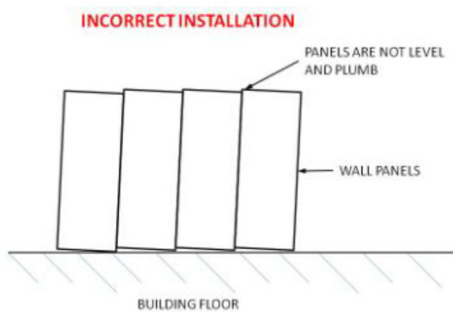 INCORRECT INSTALLATION
PANELS ARE NOT LEVEL
AND PLUMB
WALL PANELS
BUILDING FLOOR